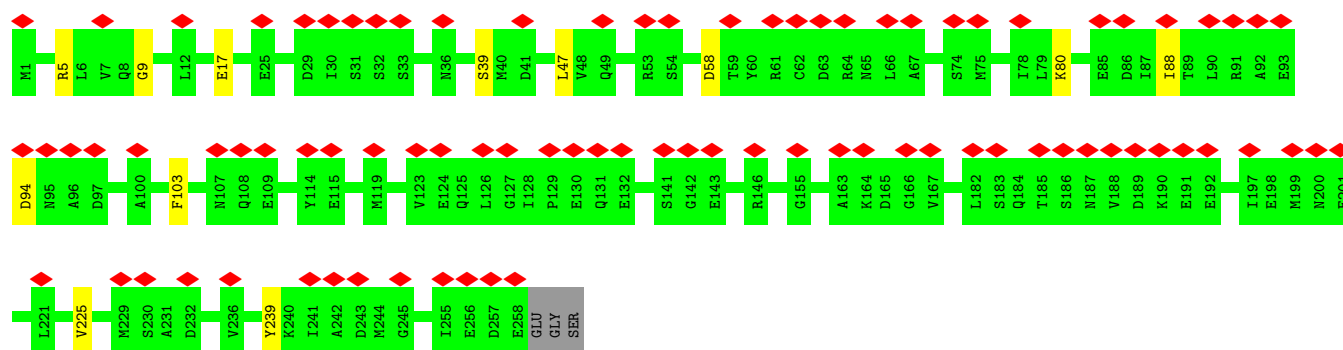 M1 R5 L6 V7 Q8 G9 L12 E17 E25 D29 I30 S31 S32 S33 N36 S39 M40 D41 L47 V48 Q49 R53 S54 D58 T59 Y60 R61 C62 D63 R64 N65 L66 A67 S74 M75 I78 L79 K80 E85 D86 I87 I88 T89 L90 R91 A92 E93
D94 N95 A96 D97 A100 F103 N107 Q108 E109 Y114 E115 M119 V123 E124 Q125 L126 G127 I128 P129 E130 Q131 E132 S141 G142 E143 R146 G155 A163 K164 D165 G166 V167 L182 S183 Q184 T185 S186 N187 V188 D189 K190 E191 E192 I197 E198 M199 N200
L221 V225 M229 S230 A231 D232 V236 Y239 K240 I241 A242 D243 M244 G245 I255 E256 D257 E258 GLU GLY SER